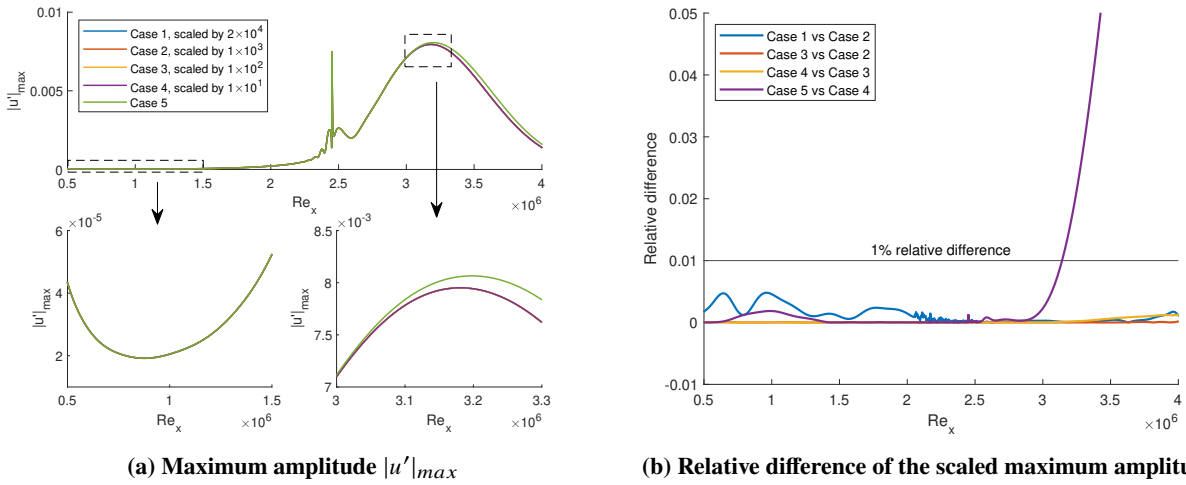 0.01
0.005
0
|u'|max
Case 1, scaled by 2×10⁴
Case 2, scaled by 1×10³
Case 3, scaled by 1×10²
Case 4, scaled by 1×10¹
Case 5
0.5 1 1.5 2 2.5 3 3.5 4
Re_x
×10⁶
×10⁻⁵
6
4
2
|u'|max
0.5 1 1.5
Re_x
×10⁶
×10⁻³
8.5
8
7.5
7
|u'|max
3 3.1 3.2 3.3
Re_x
×10⁶
(a) Maximum amplitude |u′|max
0.05
0.04
0.03
0.02
0.01
0
-0.01
Relative difference
Case 1 vs Case 2
Case 3 vs Case 2
Case 4 vs Case 3
Case 5 vs Case 4
1% relative difference
0.5 1 1.5 2 2.5 3 3.5 4
Re_x
×10⁶
(b) Relative difference of the scaled maximum amplitu